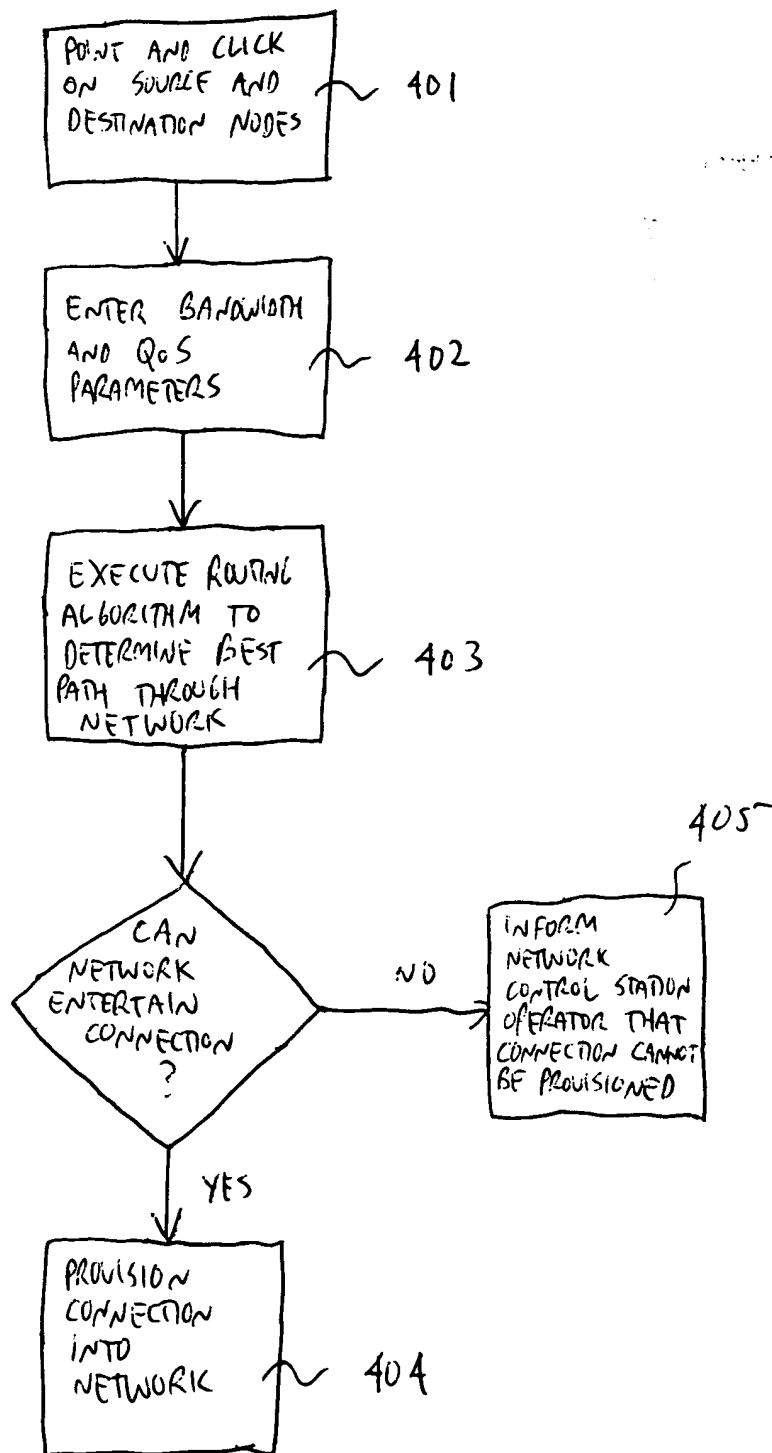 POINT AND CLICK
ON SOURCE AND
DESTINATION NODES
401
ENTER BANDWIDTH
AND QoS
PARAMETERS
402
EXECUTE ROUTING
ALGORITHM TO
DETERMINE BEST
PATH THROUGH
NETWORK
403
CAN
NETWORK
ENTERTAIN
CONNECTION
?
NO
405
INFORM
NETWORK
CONTROL STATION
OPERATOR THAT
CONNECTION CANNOT
BE PROVISIONED
YES
PROVISION
CONNECTION
INTO
NETWORK
404